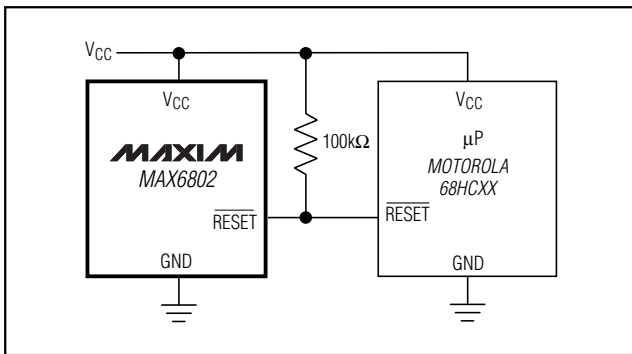 VCC
VCC
VCC
100kΩ
μP
MAXIM
MOTOROLA
MAX6802
68HCXX
RESET
RESET
GND
GND